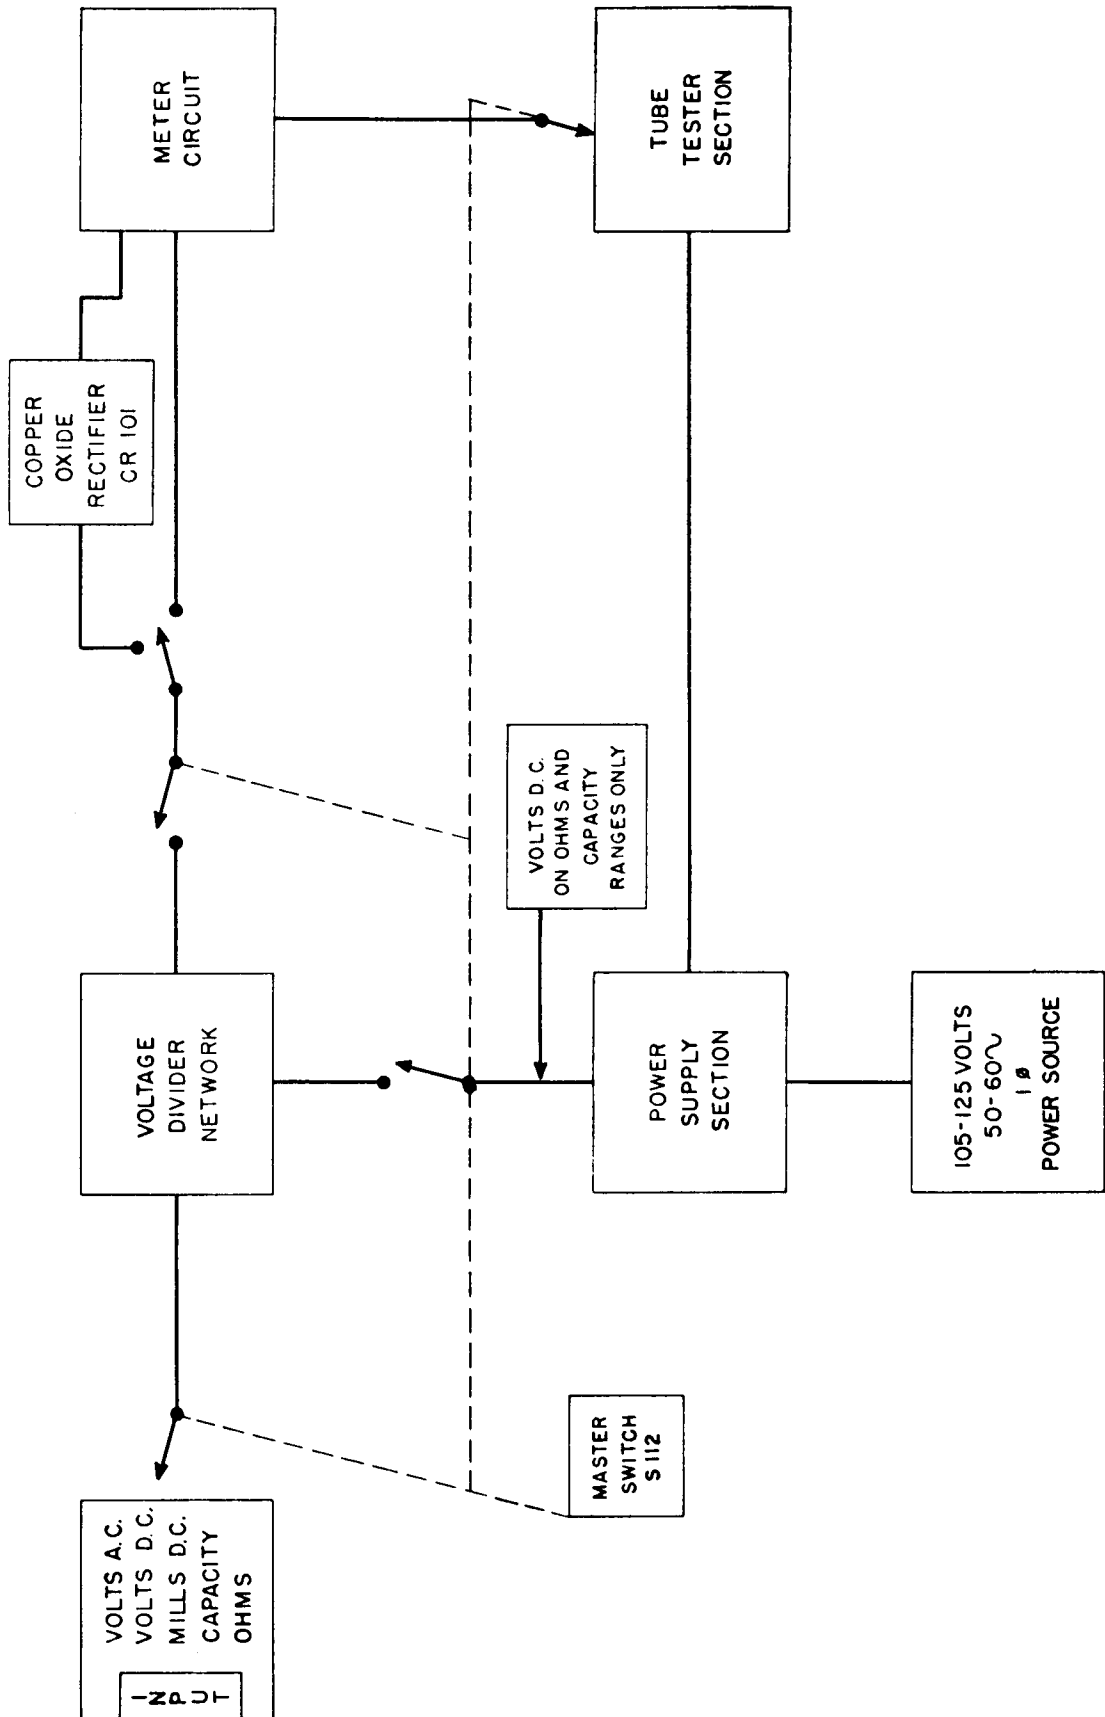 INPUT
VOLTS A.C.
VOLTS D.C.
MILLS D.C.
CAPACITY
OHMS
VOLTAGE
DIVIDER
NETWORK
COPPER
OXIDE
RECTIFIER
CR 101
METER
CIRCUIT
MASTER
SWITCH
S 112
VOLTS D.C.
ON OHMS AND
CAPACITY
RANGES ONLY
POWER
SUPPLY
SECTION
TUBE
TESTER
SECTION
105-125 VOLTS
50-60~
1 ø
POWER SOURCE